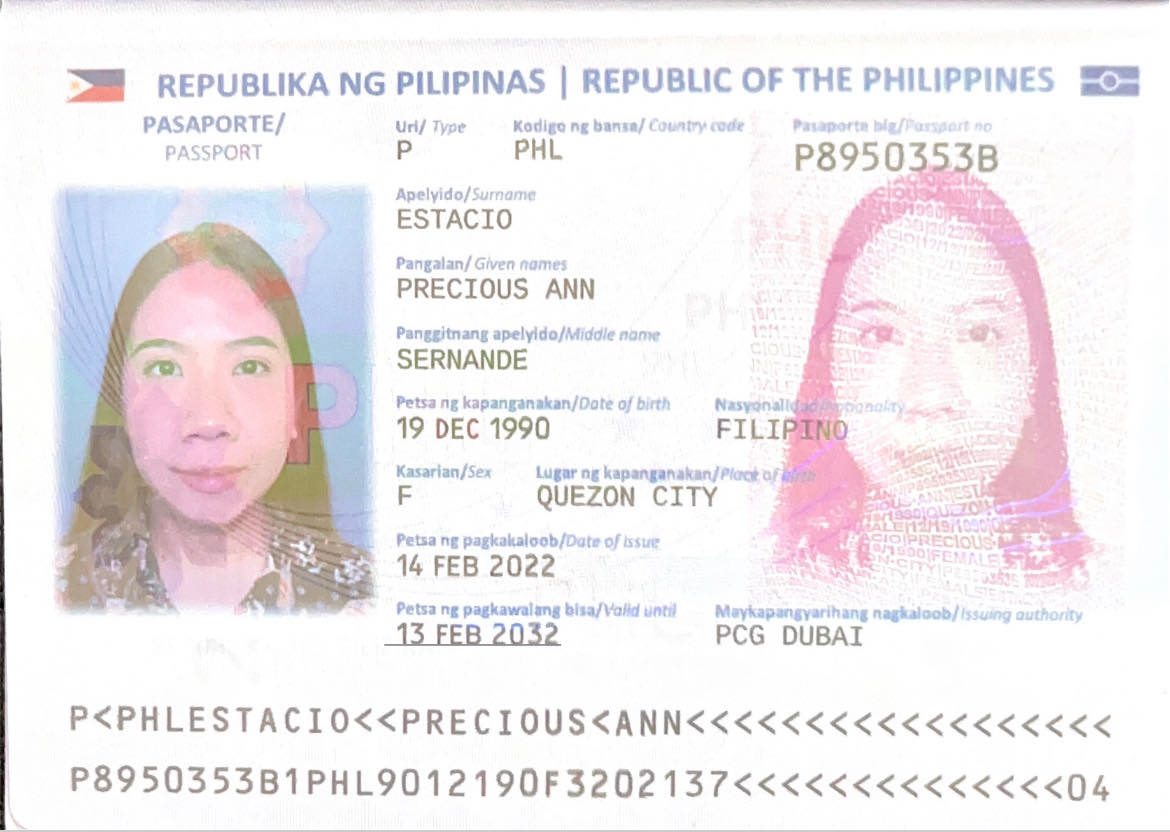 REPUBLIKA NG PILIPINAS | REPUBLIC OF THE PHILIPPINES
PASAPORTE/
PASSPORT
Uri/ Type
Kodigo ng bansa/ Country code
Pasaporte blg/Passport no
P
PHL
P8950353B
Apelyido/Surname
ESTACIO
Pangalan/ Given names
PRECIOUS ANN
Panggitnang apelyido/Middle name
SERNANDE
Petsa ng kapanganakan/Date of birth
Nasyonalidad/Nationality
19 DEC 1990
FILIPINO
Kasarian/Sex
Lugar ng kapanganakan/Place of birth
F
QUEZON CITY
Petsa ng pagkakaloob/Date of issue
14 FEB 2022
Petsa ng pagkawalang bisa/Valid until
Maykapangyarihang nagkaloob/Issuing authority
13 FEB 2032
PCG DUBAI
P<PHLESTACIO<<PRECIOUS<ANN<<<<<<<<<<<<<<<<<<
P8950353B1PHL9012190F3202137<<<<<<<<<<<<<<04